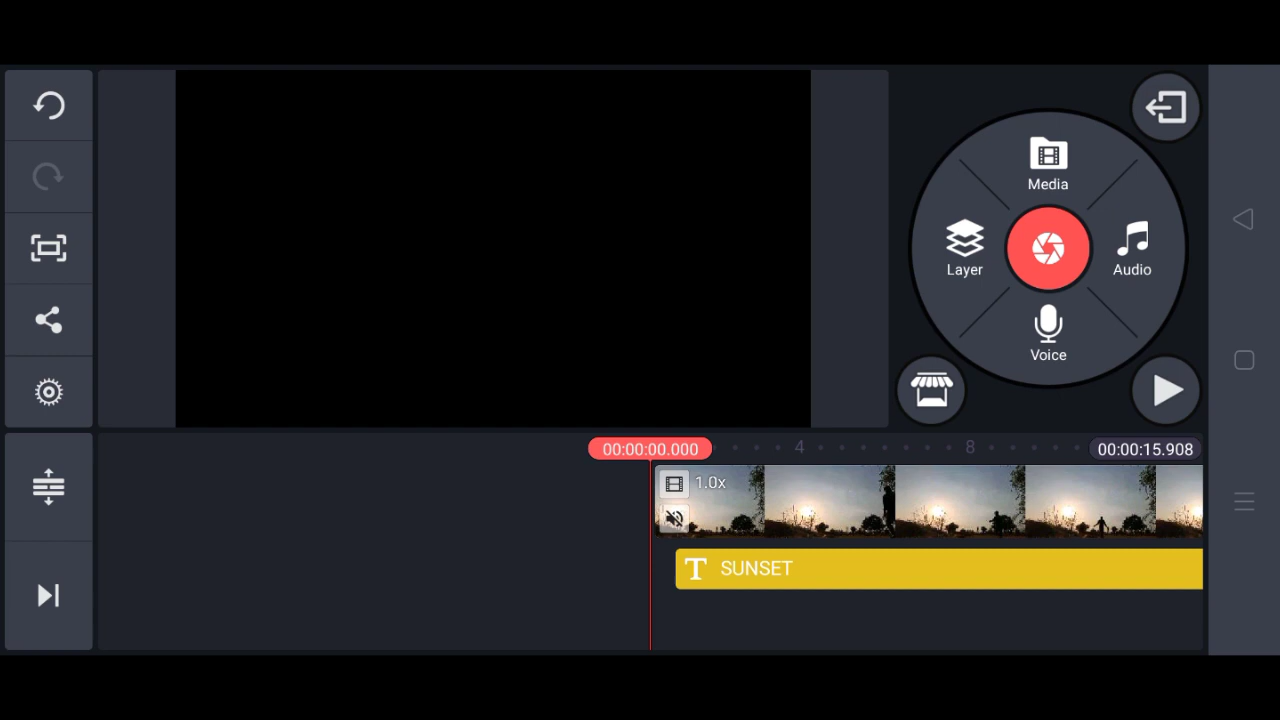 Media
Layer
Audio
Voice
00:00:00.000
4
8
00:00:15.908
1.0x
T SUNSET